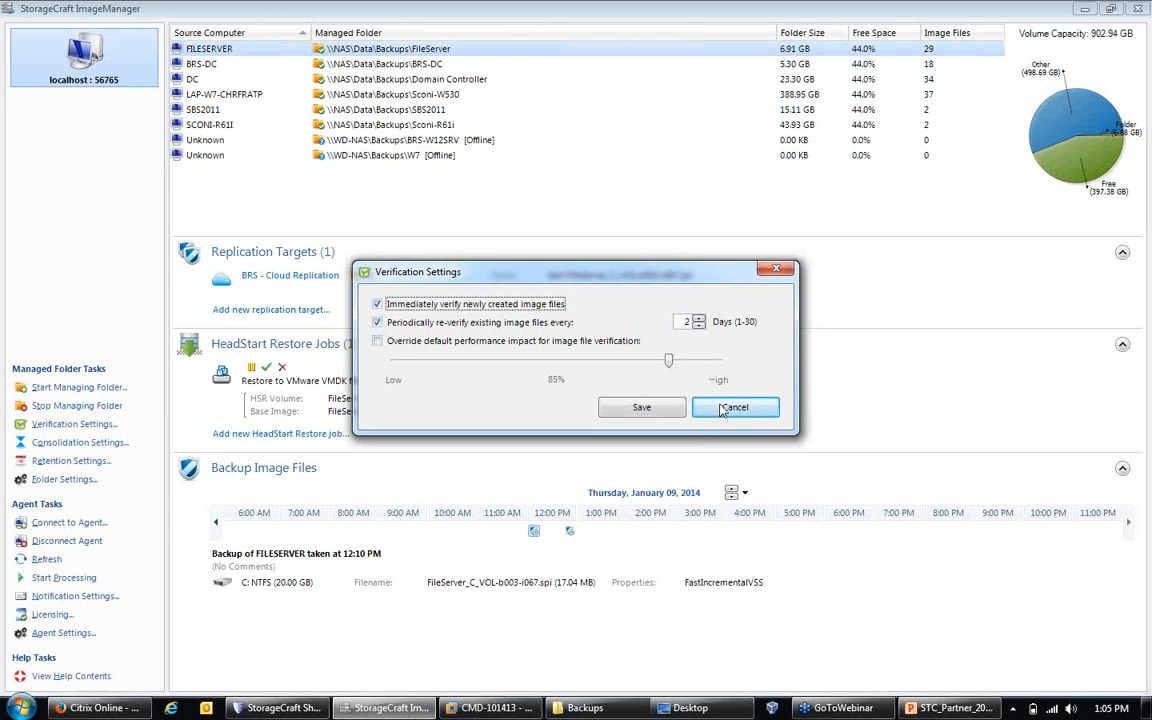 StorageCraft ImageManager
localhost : 56765
Source Computer Managed Folder Folder Size Free Space Image Files
FILESERVER \\NAS\Data\Backups\FileServer 6.91 GB 44.0% 29
BRS-DC \\NAS\Data\Backups\BRS-DC 5.30 GB 44.0% 18
DC \\NAS\Data\Backups\Domain Controller 23.30 GB 44.0% 34
LAP-W7-CHRFRATP \\NAS\Data\Backups\Sconi-W530 388.95 GB 44.0% 37
SBS2011 \\NAS\Data\Backups\SBS2011 15.11 GB 44.0% 2
SCONI-R61I \\NAS\Data\Backups\Sconi-R61i 43.93 GB 44.0% 2
Unknown \\WD-NAS\Backups\BRS-W12SRV [Offline] 0.00 KB 0.0% 0
Unknown \\WD-NAS\Backups\W7 [Offline] 0.00 KB 0.0% 0
Volume Capacity: 902.94 GB
Other
(498.69 GB)
Folder
(6.68 GB)
Free
(397.38 GB)
Replication Targets (1)
BRS - Cloud Replication
Add new replication target...
HeadStart Restore Jobs (1
Restore to VMware VMDK f
HSR Volume: FileSe
Base Image: FileSe
Add new HeadStart Restore job...
Verification Settings
Immediately verify newly created image files
Periodically re-verify existing image files every: 2 Days (1-30)
Override default performance impact for image file verification:
Low 85% High
Save Cancel
Backup Image Files
Thursday, January 09, 2014
6:00 AM 7:00 AM 8:00 AM 9:00 AM 10:00 AM 11:00 AM 12:00 PM 1:00 PM 2:00 PM 3:00 PM 4:00 PM 5:00 PM 6:00 PM 7:00 PM 8:00 PM 9:00 PM 10:00 PM 11:00 PM
Backup of FILESERVER taken at 12:10 PM
(No Comments)
C: NTFS (20.00 GB) Filename: FileServer_C_VOL-b003-i067.spi (17.04 MB) Properties: FastIncrementalVSS
Managed Folder Tasks
Start Managing Folder...
Stop Managing Folder
Verification Settings...
Consolidation Settings...
Retention Settings...
Folder Settings...
Agent Tasks
Connect to Agent...
Disconnect Agent
Refresh
Start Processing
Notification Settings...
Licensing...
Agent Settings...
Help Tasks
View Help Contents
Citrix Online - ... StorageCraft Sh... StorageCraft Im... CMD-101413 - ... Backups Desktop GoToWebinar STC_Partner_20... 1:05 PM